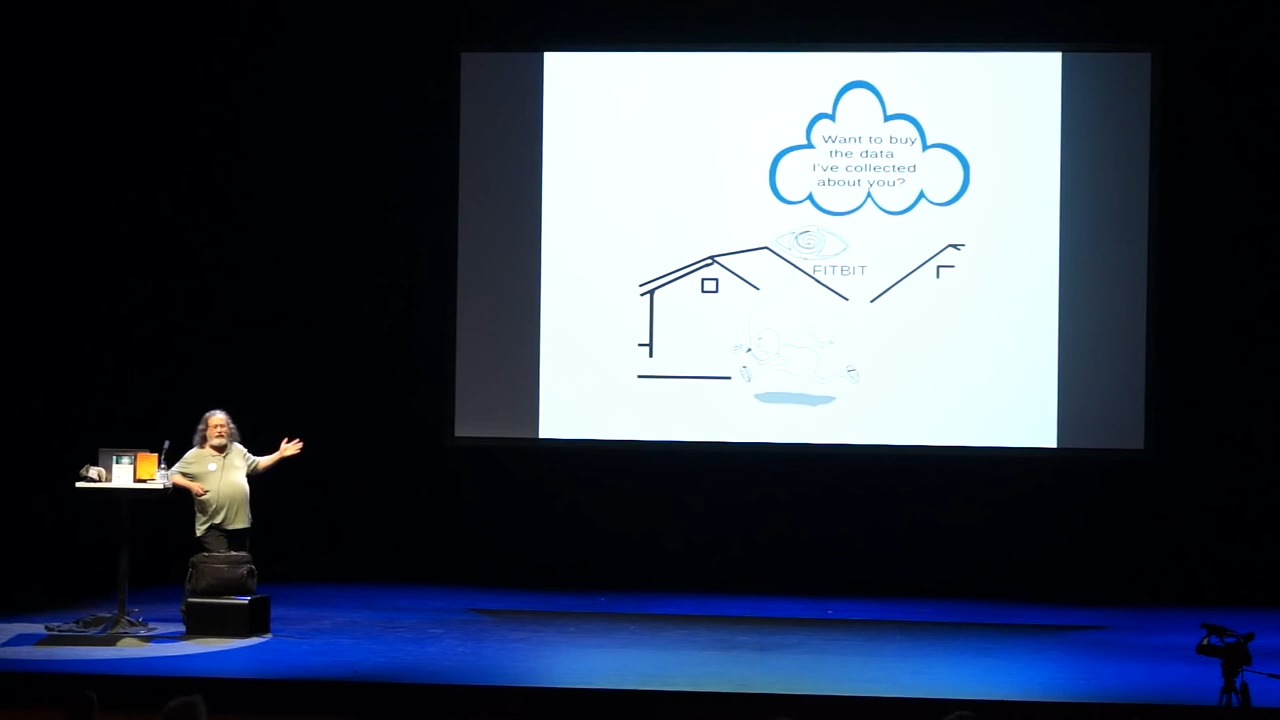 Want to buy
the data
I've collected
about you?
FITBIT